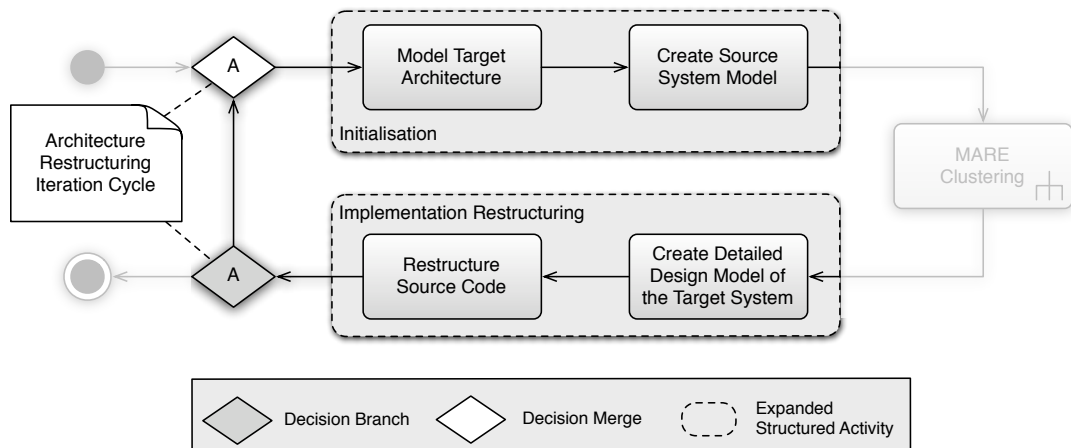 A
Model Target
Architecture
Create Source
System Model
Initialisation
Architecture
Restructuring
Iteration Cycle
MARE
Clustering
Implementation Restructuring
A
Restructure
Source Code
Create Detailed
Design Model of
the Target System
Decision Branch
Decision Merge
Expanded
Structured Activity